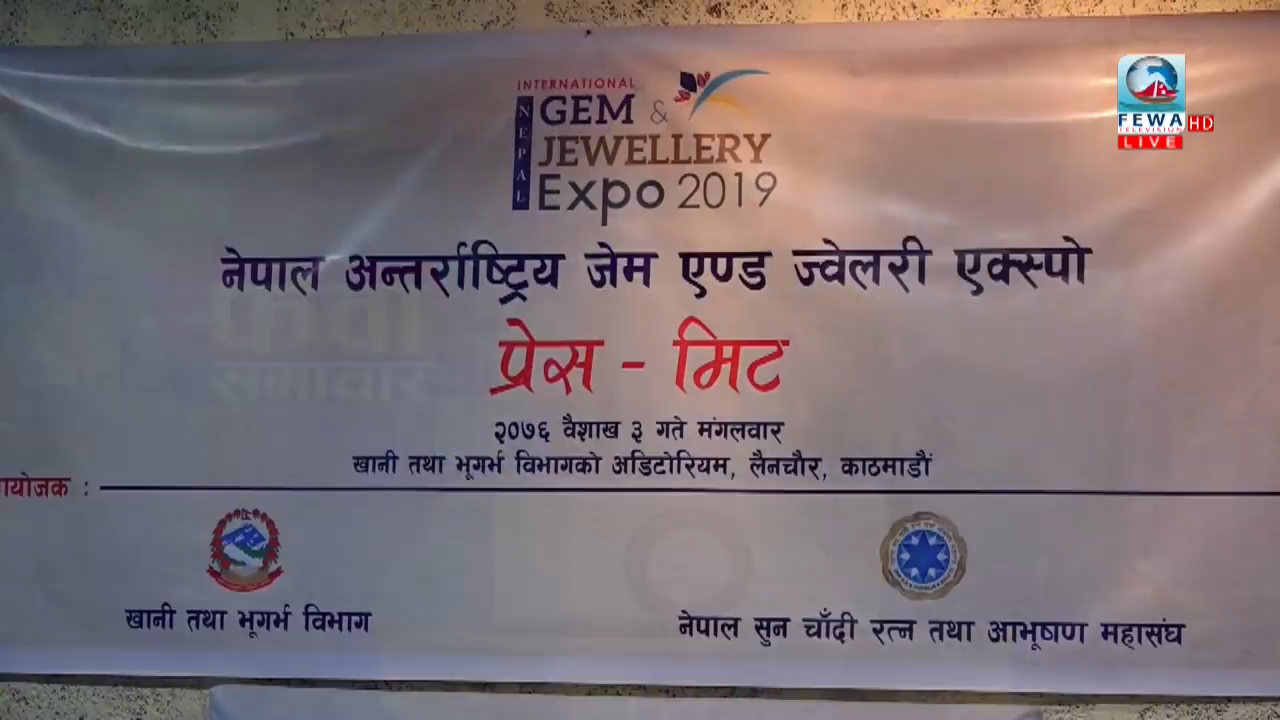 INTERNATIONAL
NEPAL
GEM &
JEWELLERY
Expo 2019
FEWA HD
TELEVISION
LIVE
नेपाल अन्तर्राष्ट्रिय जेम एण्ड ज्वेलरी एक्स्पो
फेवा
समाचार
प्रेस - मिट
२०७६ वैशाख ३ गते मंगलवार
खानी तथा भूगर्भ विभागको अडिटोरियम, लैनचौर, काठमाडौं
ायोजक :
खानी तथा भूगर्भ विभाग
नेपाल सुन चाँदी रत्न तथा आभूषण महासंघ